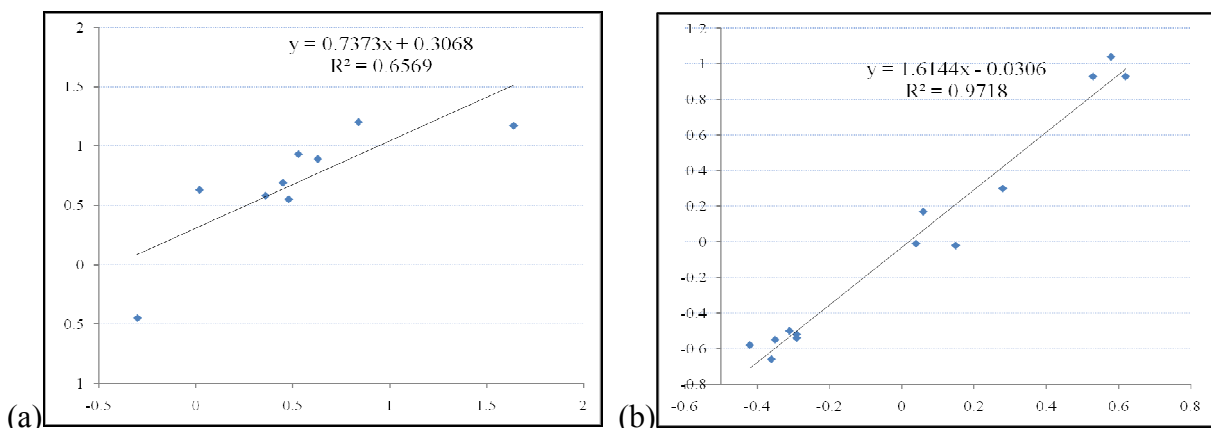 2
y = 0.7373x + 0.3068
R² = 0.6569
1.5
1
0.5
0
0.5
1
-0.5 0 0.5 1 1.5 2
(a)
1.2
y = 1.6144x - 0.0306
R² = 0.9718
1
0.8
0.6
0.4
0.2
0
-0.2
-0.4
-0.6
-0.8
-0.6 -0.4 -0.2 0 0.2 0.4 0.6 0.8
(b)